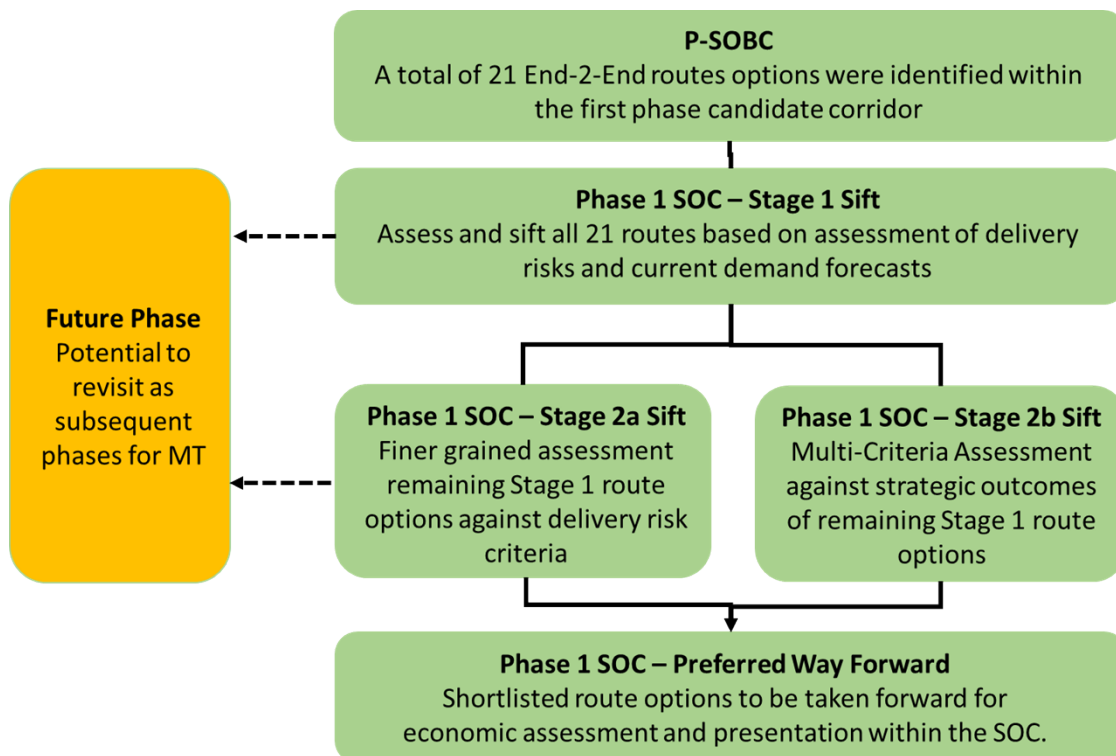 P-SOBC
A total of 21 End-2-End routes options were identified within
the first phase candidate corridor
Phase 1 SOC – Stage 1 Sift
Assess and sift all 21 routes based on assessment of delivery
risks and current demand forecasts
Future Phase
Potential to
revisit as
subsequent
phases for MT
Phase 1 SOC – Stage 2a Sift
Finer grained assessment
remaining Stage 1 route
options against delivery risk
criteria
Phase 1 SOC – Stage 2b Sift
Multi-Criteria Assessment
against strategic outcomes
of remaining Stage 1 route
options
Phase 1 SOC – Preferred Way Forward
Shortlisted route options to be taken forward for
economic assessment and presentation within the SOC.